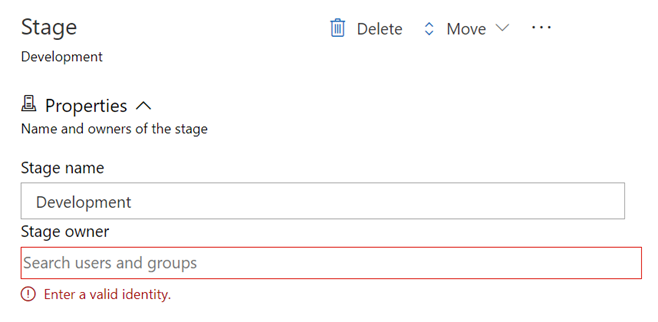 Stage
Delete
Move
...
Development
Properties
Name and owners of the stage
Stage name
Development
Stage owner
Search users and groups
Enter a valid identity.